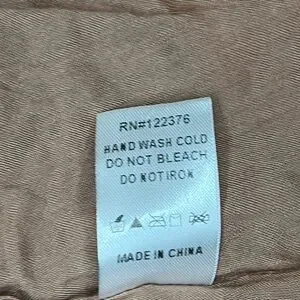 RN#122376
HAND WASH COLD
DO NOT BLEACH
DO NOT IRON
MADE IN CHINA